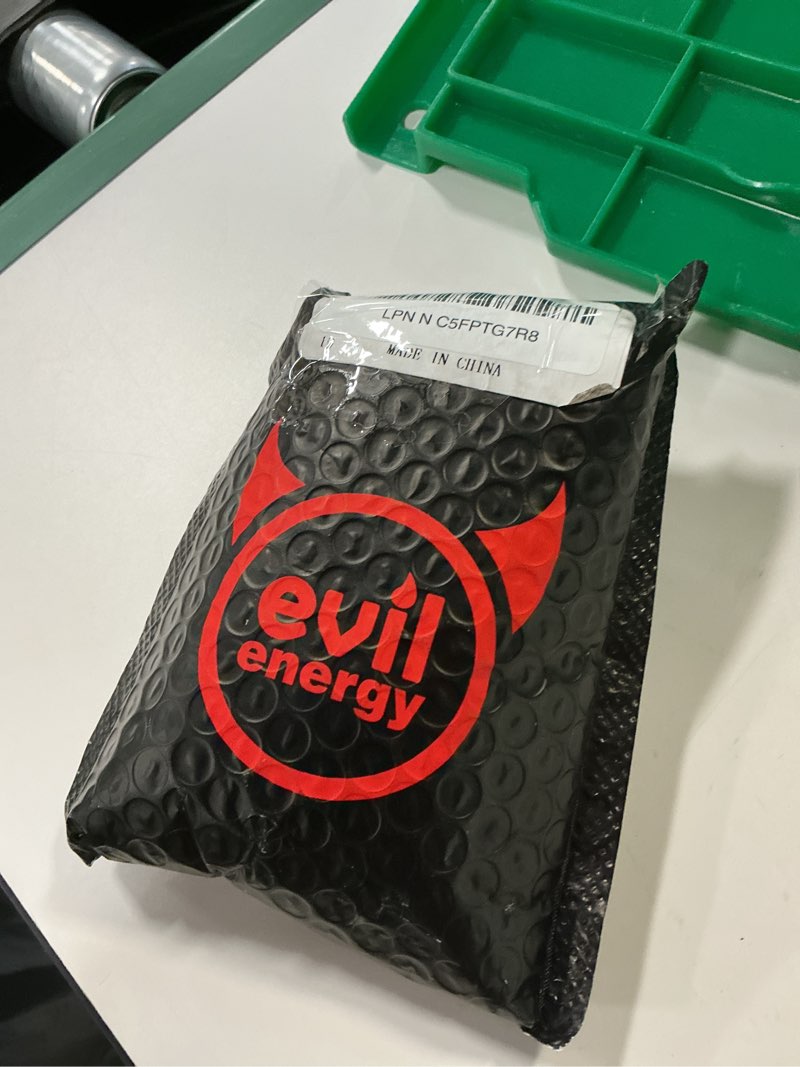 LPN N C5FPTG7R8
MADE IN CHINA
evil
energy